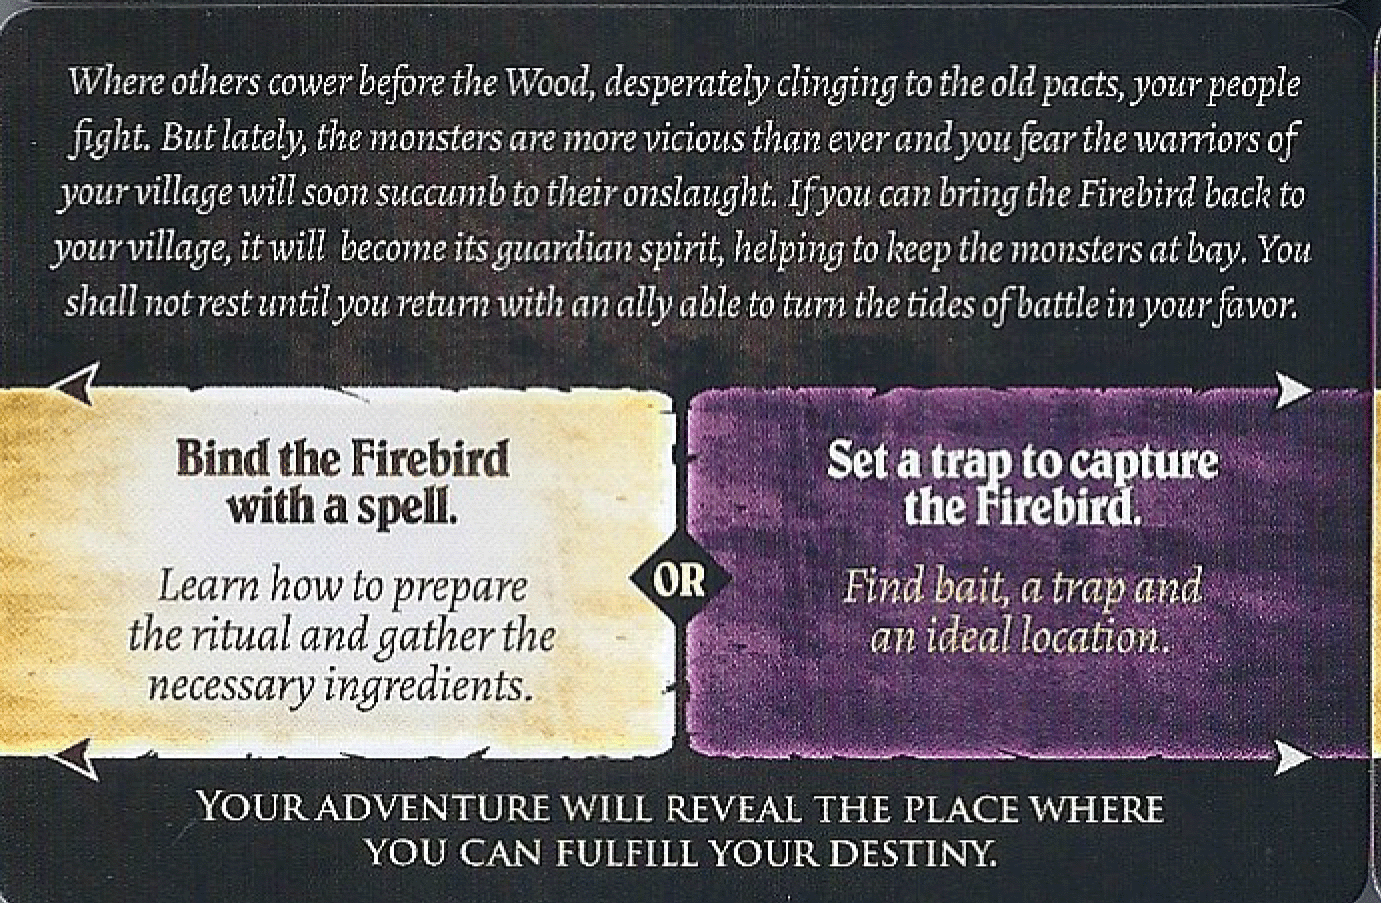 Where others cower before the Wood, desperately clinging to the old pacts, your people
fight. But lately, the monsters are more vicious than ever and you fear the warriors of
your village will soon succumb to their onslaught. If you can bring the Firebird back to
your village, it will become its guardian spirit, helping to keep the monsters at bay. You
shall not rest until you return with an ally able to turn the tides of battle in your favor.
Bind the Firebird
with a spell.
Learn how to prepare
the ritual and gather the
necessary ingredients.
OR
Set a trap to capture
the Firebird.
Find bait, a trap and
an ideal location.
YOUR ADVENTURE WILL REVEAL THE PLACE WHERE
YOU CAN FULFILL YOUR DESTINY.